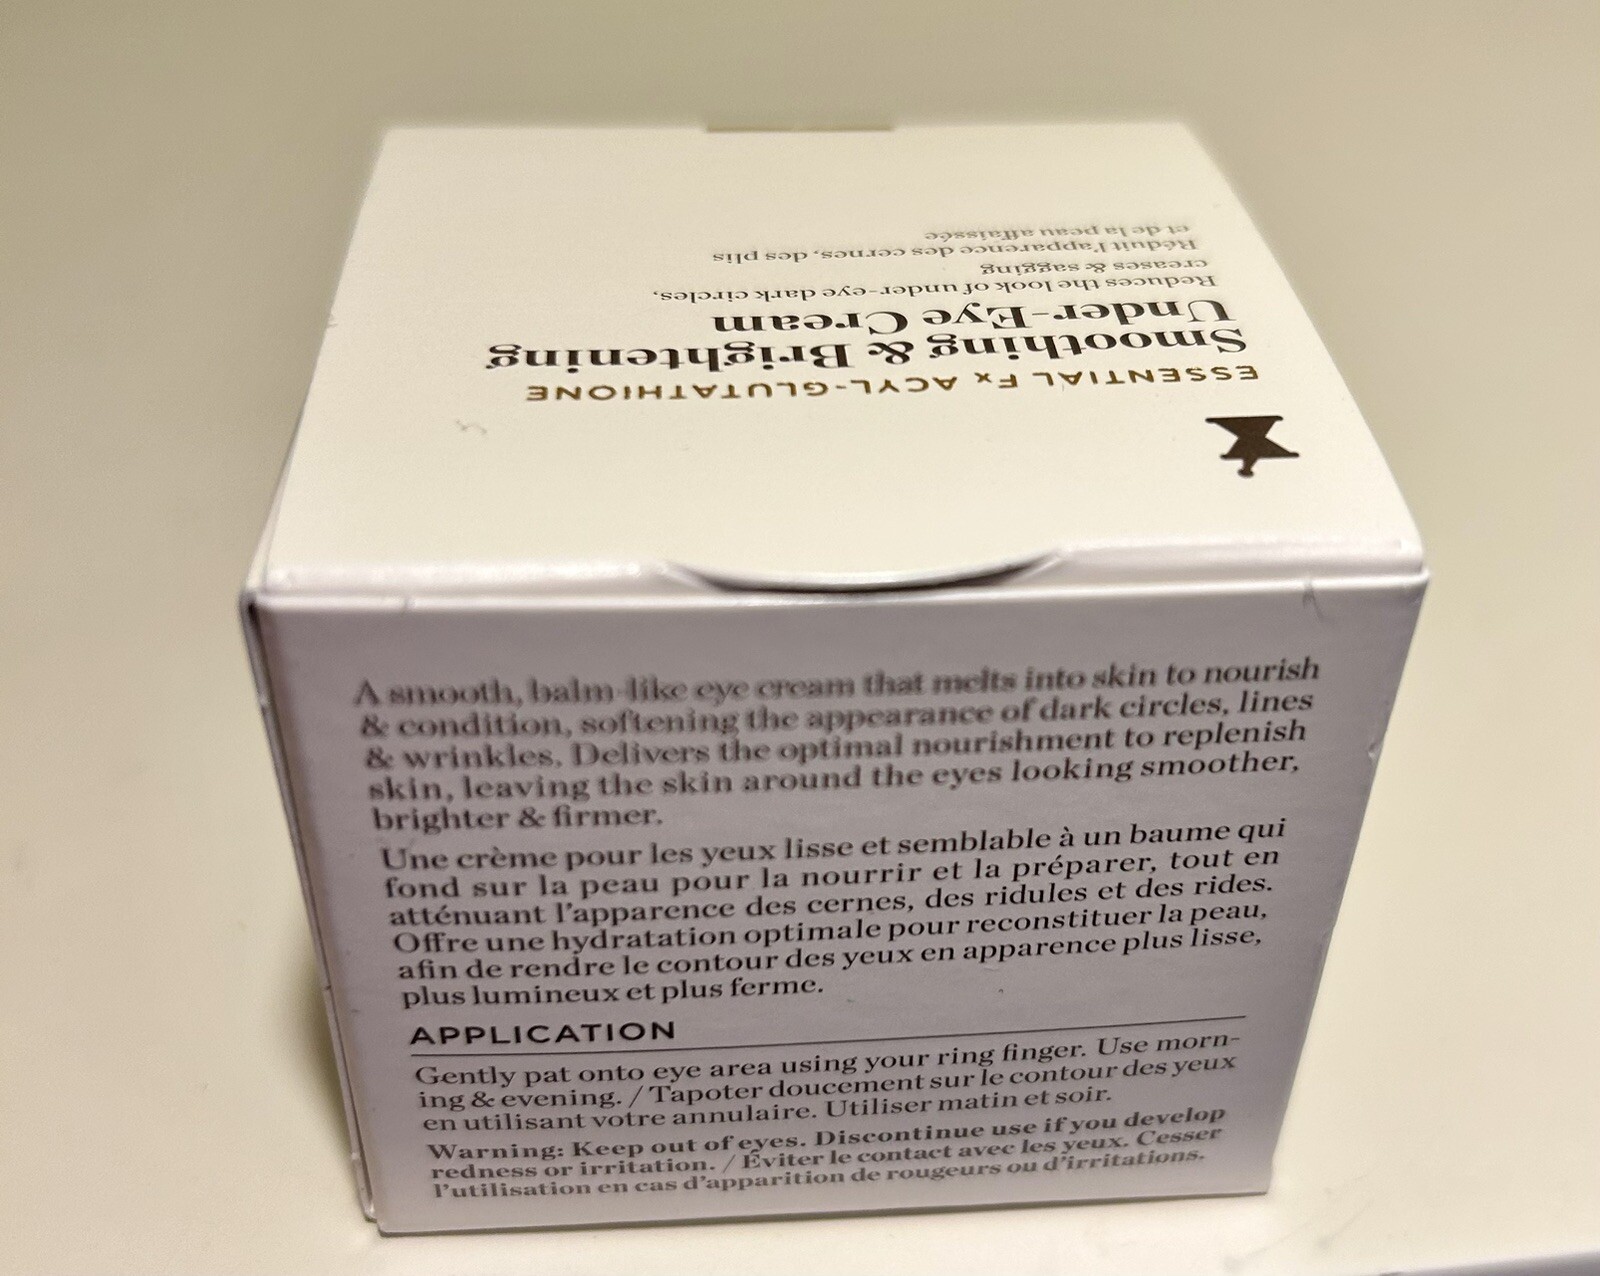 ESSENTIAL Fx ACYL-GLUTATHIONE
Smoothing & Brightening
Under-Eye Cream
Reduces the look of under-eye dark circles,
creases & sagging
Réduit l'apparence des cernes, des plis
et de la peau affaissée
A smooth, balm-like eye cream that melts into skin to nourish
& condition, softening the appearance of dark circles, lines
& wrinkles. Delivers the optimal nourishment to replenish
skin, leaving the skin around the eyes looking smoother,
brighter & firmer.
Une crème pour les yeux lisse et semblable à un baume qui
fond sur la peau pour la nourrir et la préparer, tout en
atténuant l'apparence des cernes, des ridules et des rides.
Offre une hydratation optimale pour reconstituer la peau,
afin de rendre le contour des yeux en apparence plus lisse,
plus lumineux et plus ferme.
APPLICATION
Gently pat onto eye area using your ring finger. Use morn-
ing & evening. / Tapoter doucement sur le contour des yeux
en utilisant votre annulaire. Utiliser matin et soir.
Warning: Keep out of eyes. Discontinue use if you develop
redness or irritation. / Éviter le contact avec les yeux. Cesser
l'utilisation en cas d'apparition de rougeurs ou d'irritations.